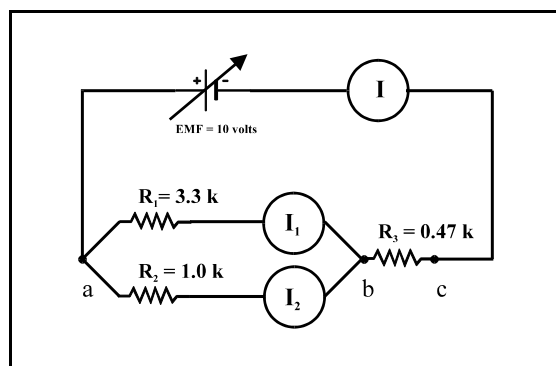 + -
I
EMF = 10 volts
R₁= 3.3 k
I₁
R₃ = 0.47 k
R₂ = 1.0 k
I₂
a
b
c